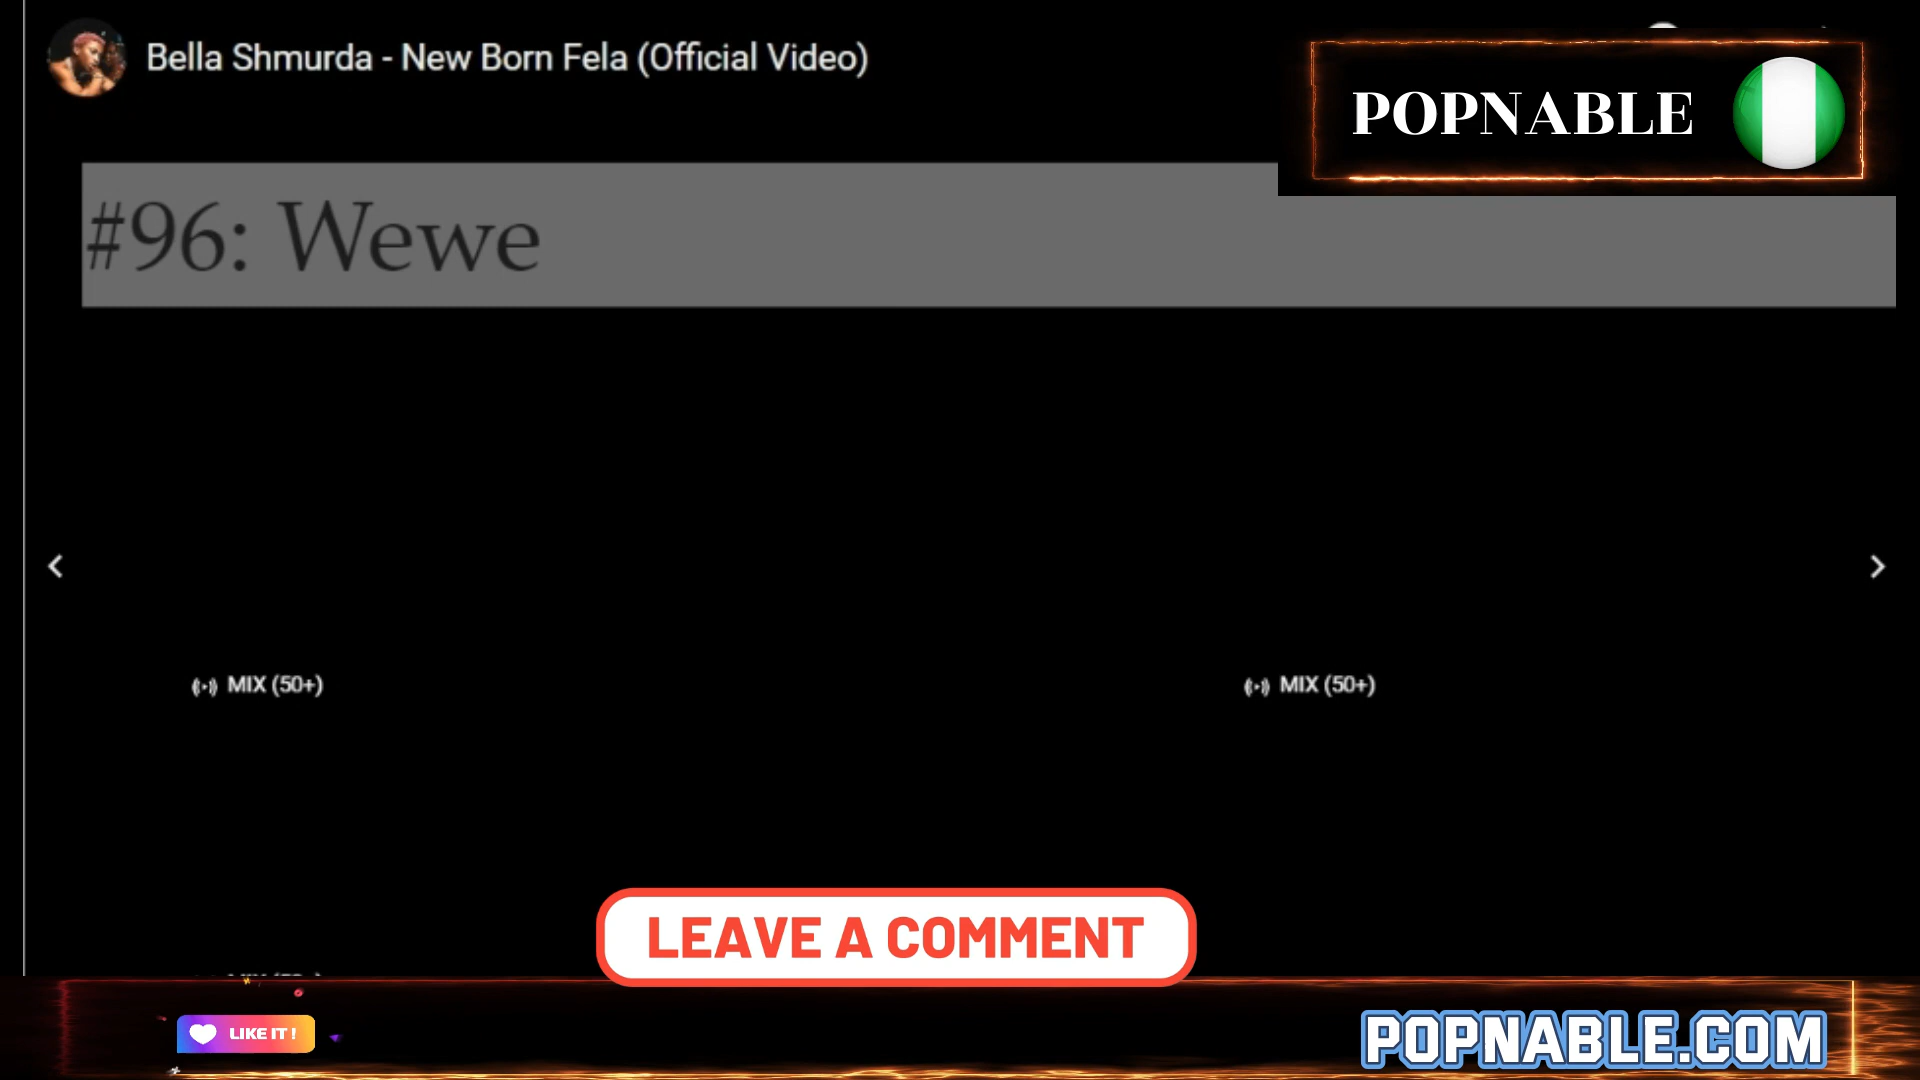 Bella Shmurda - New Born Fela (Official Video)
POPNABLE
#96: Wewe
MIX (50+)
MIX (50+)
LEAVE A COMMENT
LIKE IT !
POPNABLE.COM